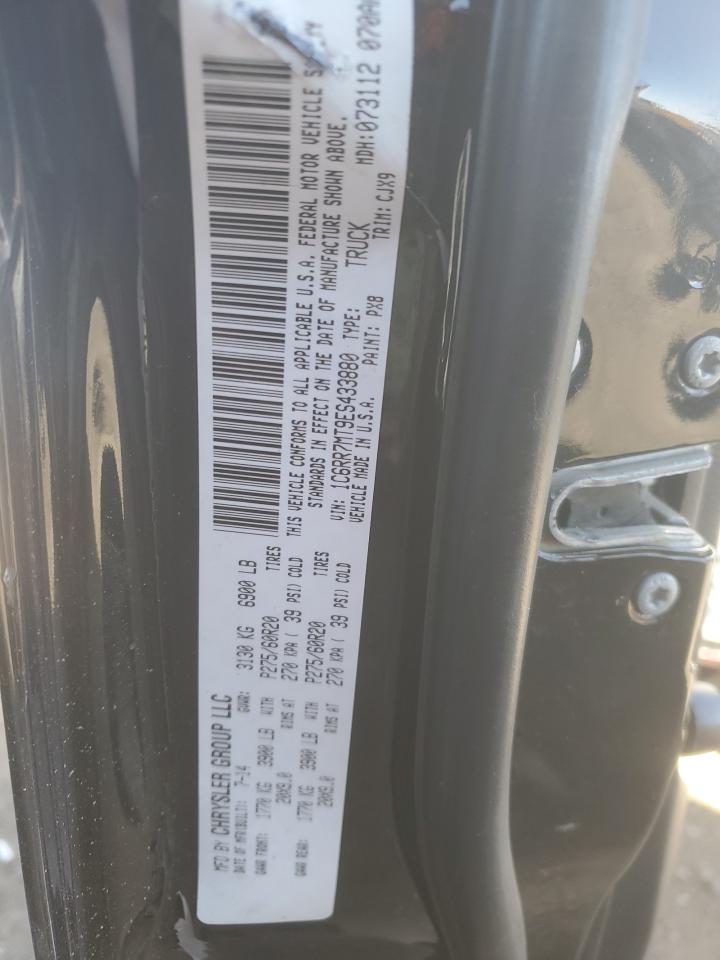 MFD BY CHRYSLER GROUP LLC
DATE OF MFR(BUILT): 7-14 GVWR: 3130 KG 6900 LB
GAWR FRONT: 1770 KG 3900 LB WITH P275/60R20 TIRES
20X9.0 RIMS AT 270 KPA ( 39 PSI) COLD
GAWR REAR: 1770 KG 3900 LB WITH P275/60R20 TIRES
20X9.0 RIMS AT 270 KPA ( 39 PSI) COLD
THIS VEHICLE CONFORMS TO ALL APPLICABLE U.S.A. FEDERAL MOTOR VEHICLE
STANDARDS IN EFFECT ON THE DATE OF MANUFACTURE SHOWN ABOVE.
VIN: 1C6RR7MT9ES433880 TYPE: TRUCK MDH:073112 070A
VEHICLE MADE IN U.S.A. PAINT: PX8 TRIM: CJX9